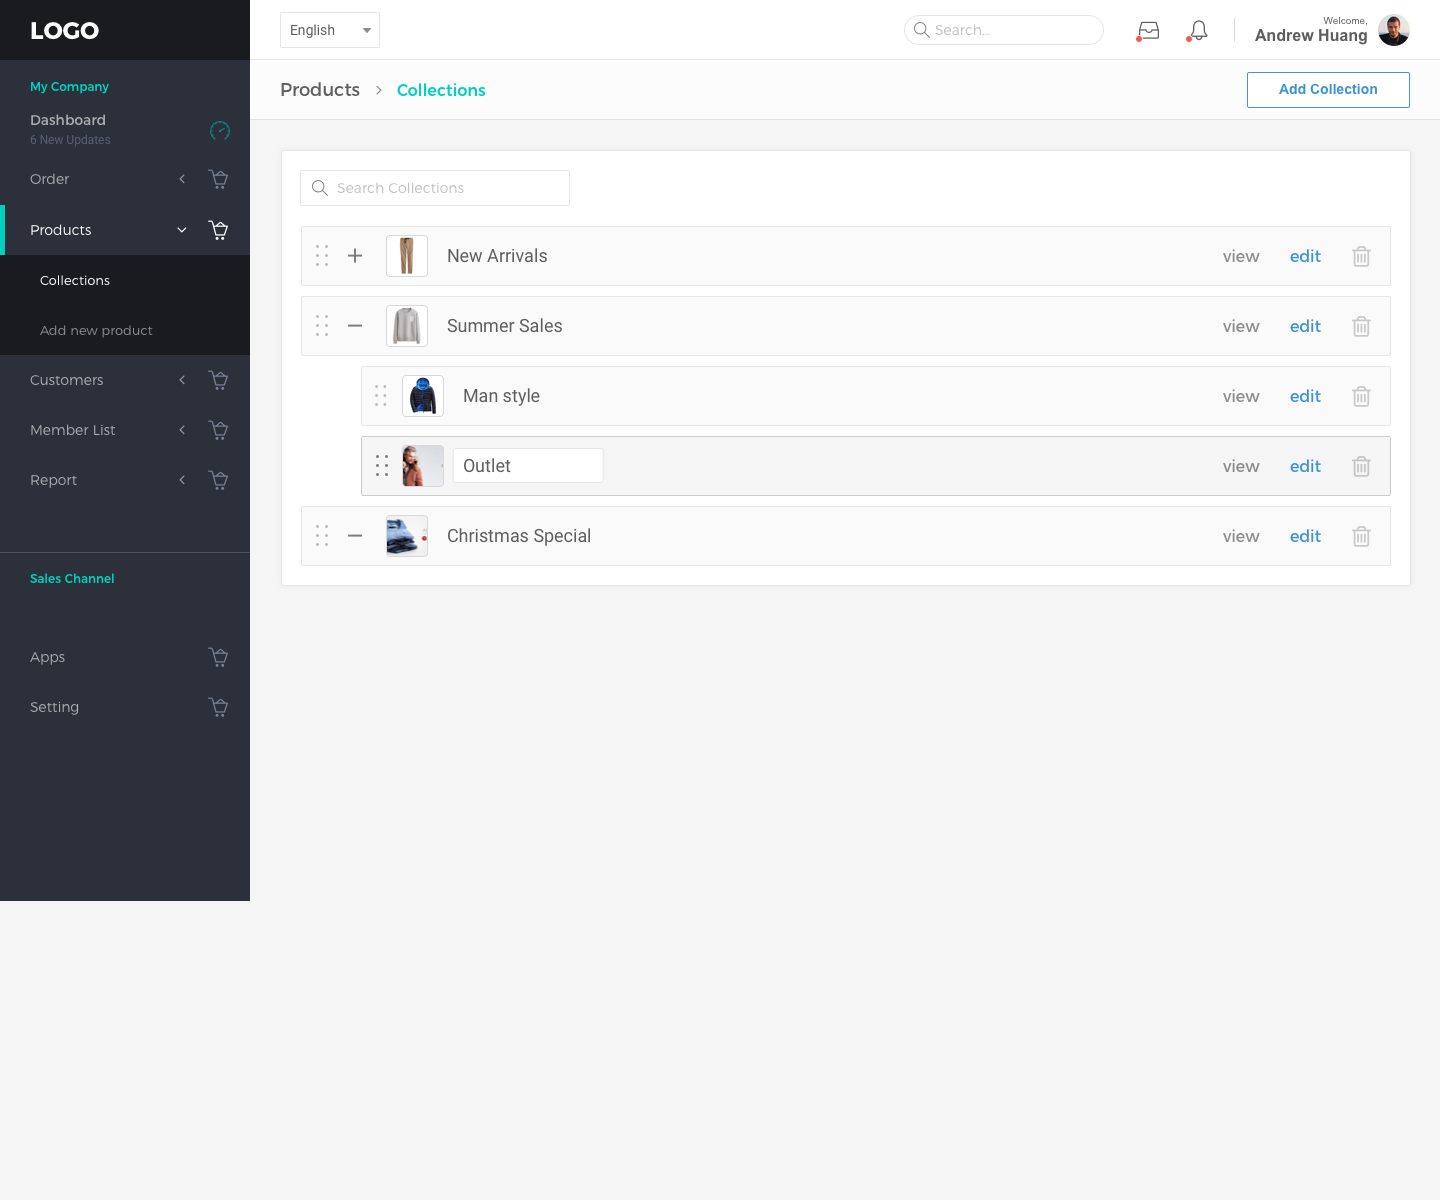 LOGO
English
Search...
Welcome,
Andrew Huang
My Company
Dashboard
6 New Updates
Order
Products
Collections
Add new product
Customers
Member List
Report
Sales Channel
Apps
Setting
Products > Collections
Add Collection
Search Collections
New Arrivals view edit
Summer Sales view edit
Man style view edit
Outlet view edit
Christmas Special view edit